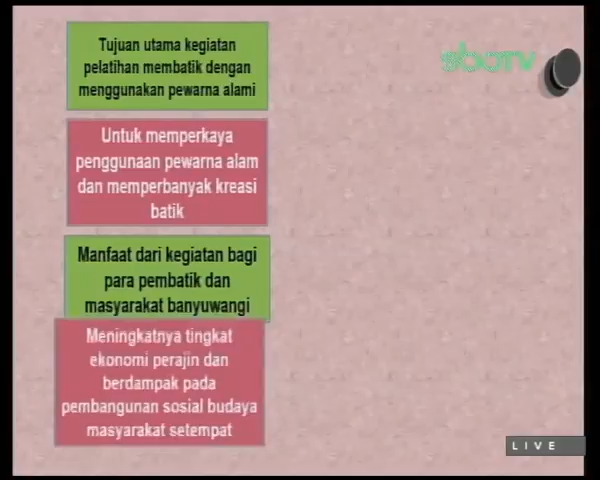 Tujuan utama kegiatan
pelatihan membatik dengan
menggunakan pewarna alami
sbotv
Untuk memperkaya
penggunaan pewarna alam
dan memperbanyak kreasi
batik
Manfaat dari kegiatan bagi
para pembatik dan
masyarakat banyuwangi
Meningkatnya tingkat
ekonomi perajin dan
berdampak pada
pembangunan sosial budaya
masyarakat setempat
LIVE